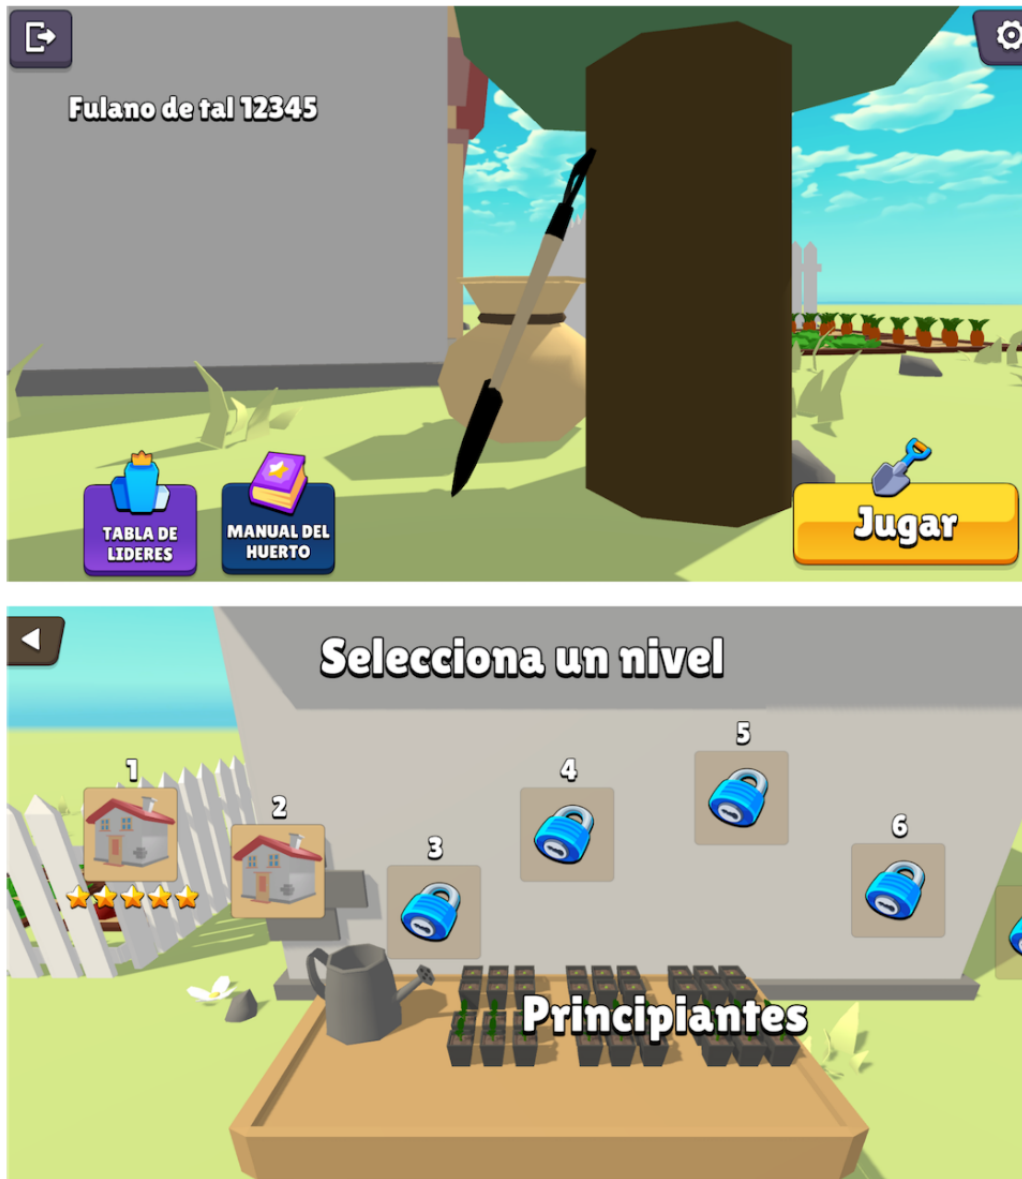 Fulano de tal 12345
TABLA DE
LIDERES
MANUAL DEL
HUERTO
Jugar
Selecciona un nivel
1
2
3
4
5
6
Principiantes